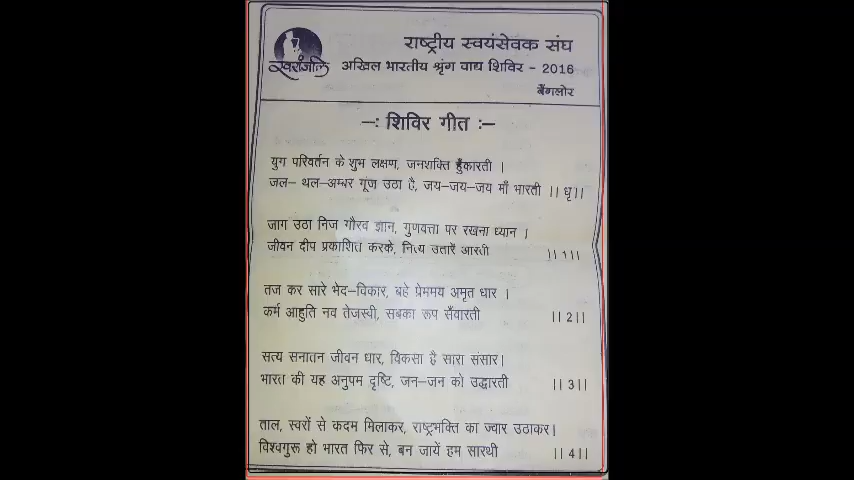 स्वरांजलि
राष्ट्रीय स्वयंसेवक संघ
अखिल भारतीय श्रृंग वाद्य शिविर - 2016
बैंगलोर
–: शिविर गीत :–
युग परिवर्तन के शुभ लक्षण, जनशक्ति हुँकारती ।
जल– थल–अम्बर गूंज उठा है, जय–जय–जय माँ भारती ।। धृ।।
जाग उठा निज गौरव ज्ञान, गुणवत्ता पर रखना ध्यान ।
जीवन दीप प्रकाशित करके, नित्य उतारें आरती ।। 1।।
तज कर सारे भेद–विकार, बहे प्रेममय अमृत धार ।
कर्म आहुति नव तेजस्वी, सबका रूप सँवारती ।। 2।।
सत्य सनातन जीवन धार, विकसा है सारा संसार।
भारत की यह अनुपम दृष्टि, जन–जन को उद्धारती ।। 3।।
ताल, स्वरों से कदम मिलाकर, राष्ट्रभक्ति का ज्वार उठाकर।
विश्वगुरू हो भारत फिर से, बन जायें हम सारथी ।। 4।।